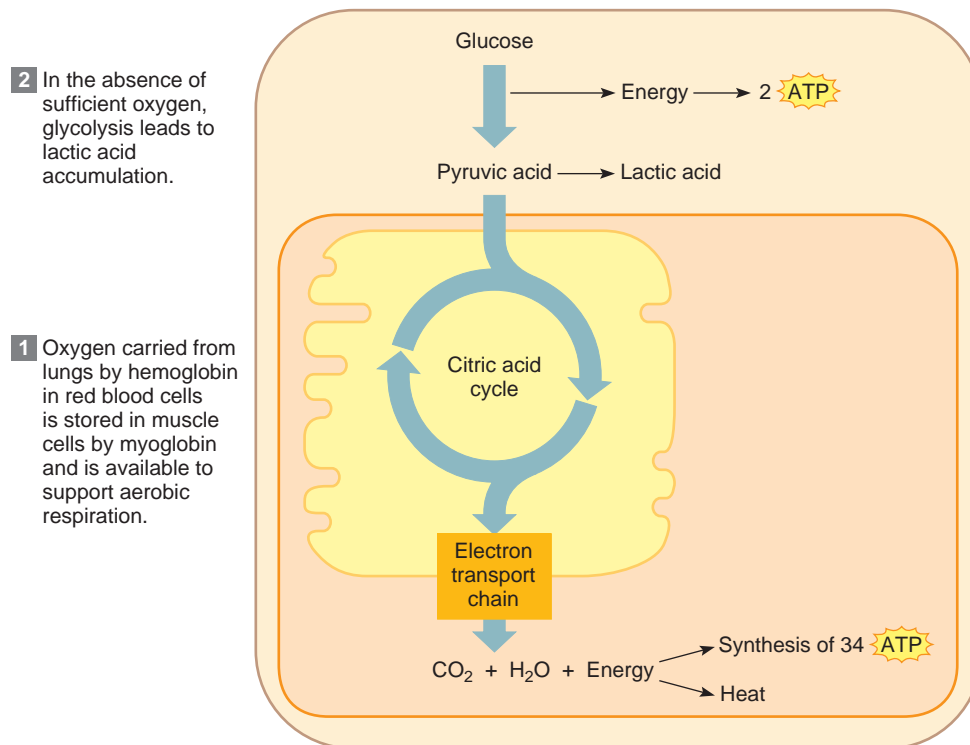 Glucose
2 In the absence of
sufficient oxygen,
glycolysis leads to
lactic acid
accumulation.
Energy
2 ATP
Pyruvic acid
Lactic acid
1 Oxygen carried from
lungs by hemoglobin
in red blood cells
is stored in muscle
cells by myoglobin
and is available to
support aerobic
respiration.
Citric acid
cycle
Electron
transport
chain
CO₂ + H₂O + Energy
Synthesis of 34 ATP
Heat